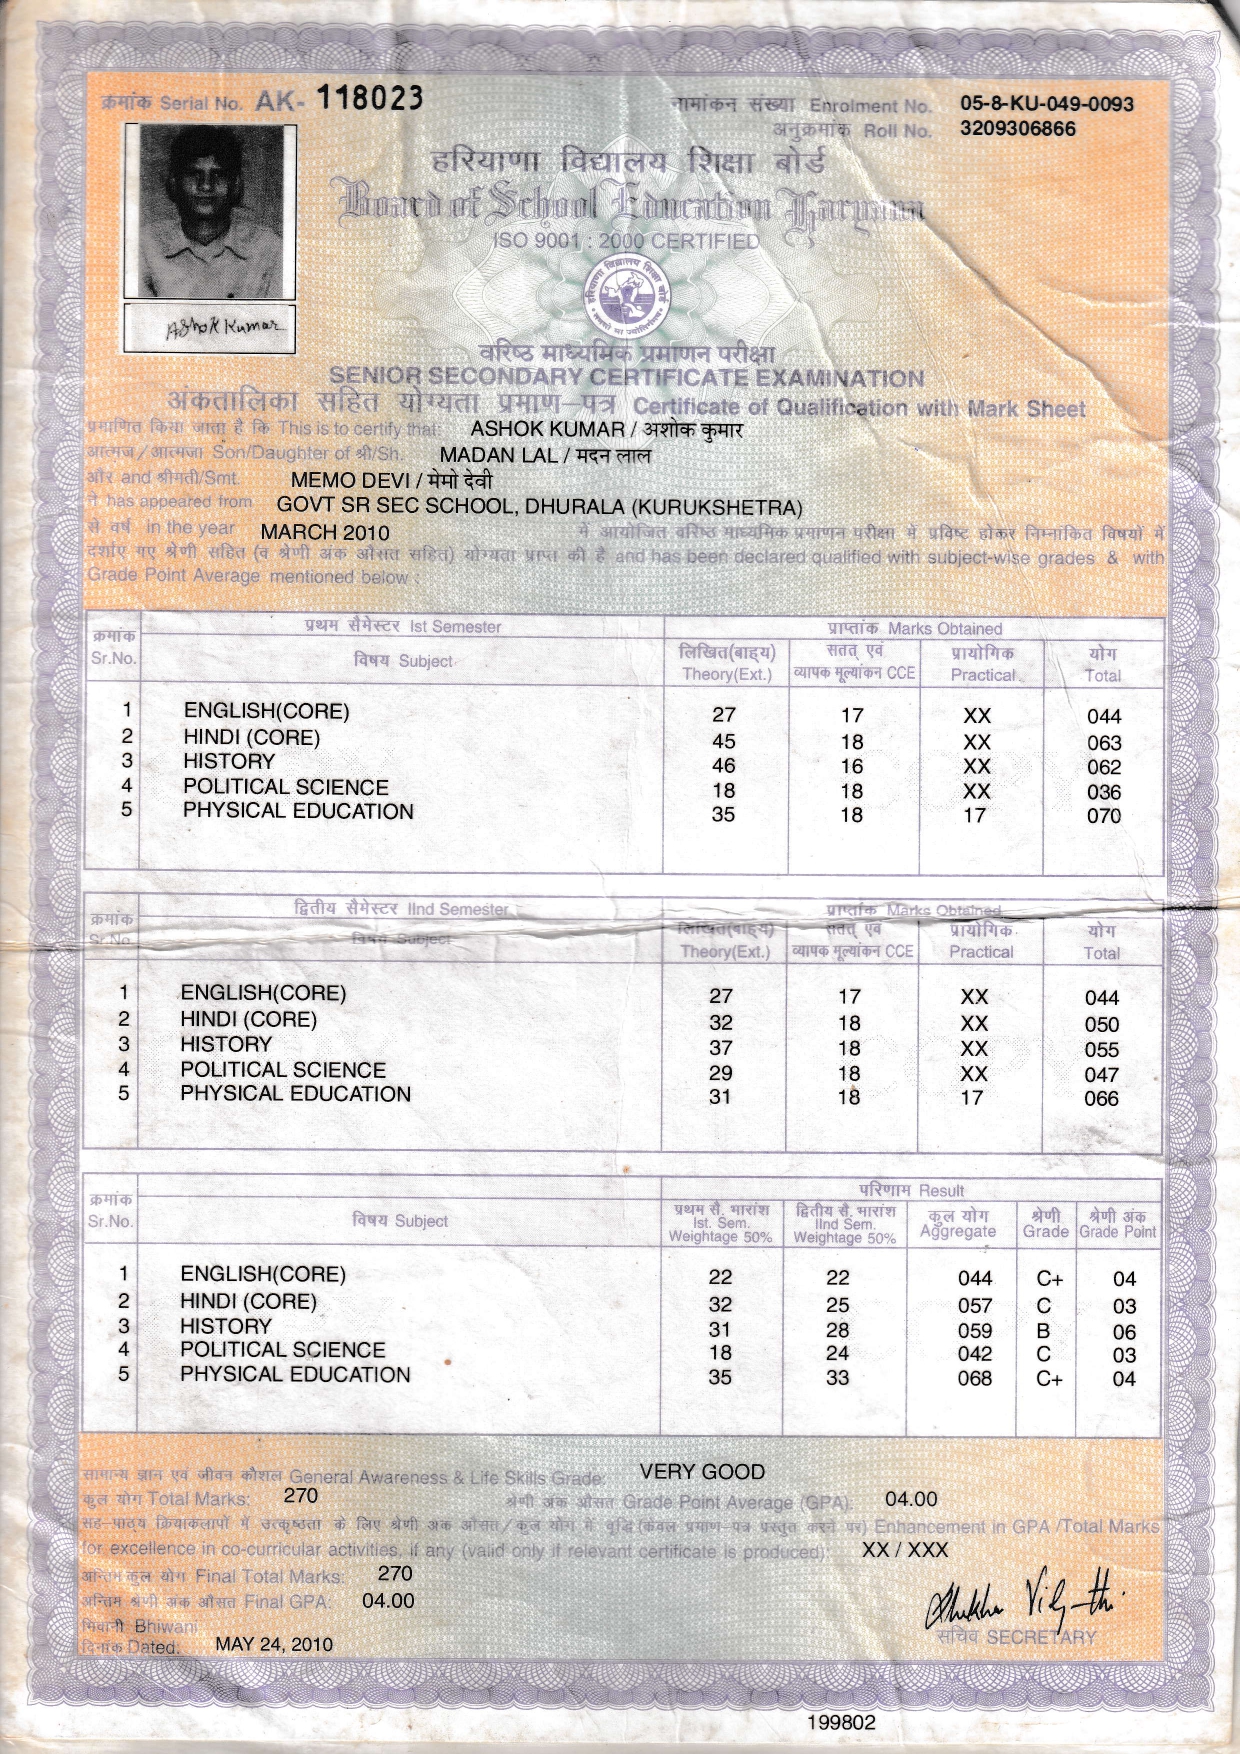 क्रमांक Serial No. AK- 118023
नामांकन संख्या Enrolment No. 05-8-KU-049-0093
अनुक्रमांक Roll No. 3209306866
हरियाणा विद्यालय शिक्षा बोर्ड
Board of School Education Haryana
ISO 9001 : 2000 CERTIFIED
हरियाणा विद्यालय शिक्षा बोर्ड
Ashok Kumar
वरिष्ठ माध्यमिक प्रमाणन परीक्षा
SENIOR SECONDARY CERTIFICATE EXAMINATION
अंकतालिका सहित योग्यता प्रमाण-पत्र Certificate of Qualification with Mark Sheet
प्रमाणित किया जाता है कि This is to certify that: ASHOK KUMAR / अशोक कुमार
आत्मज/आत्मजा Son/Daughter of श्री/Sh. MADAN LAL / मदन लाल
और and श्रीमती/Smt. MEMO DEVI / मेमो देवी
ने has appeared from GOVT SR SEC SCHOOL, DHURALA (KURUKSHETRA)
से वर्ष in the year MARCH 2010 में आयोजित वरिष्ठ माध्यमिक प्रमाणन परीक्षा में प्रविष्ट होकर निम्नांकित विषयों में
दर्शाए गए श्रेणी सहित (व श्रेणी अंक औसत सहित) योग्यता प्राप्त की है and has been declared qualified with subject-wise grades & with
Grade Point Average mentioned below :
क्रमांक Sr.No. प्रथम सैमेस्टर Ist Semester प्राप्तांक Marks Obtained
विषय Subject लिखित(बाह्य) Theory(Ext.) सतत् एवं व्यापक मूल्यांकन CCE प्रायोगिक Practical योग Total
1 ENGLISH(CORE) 27 17 XX 044
2 HINDI (CORE) 45 18 XX 063
3 HISTORY 46 16 XX 062
4 POLITICAL SCIENCE 18 18 XX 036
5 PHYSICAL EDUCATION 35 18 17 070
क्रमांक Sr.No. द्वितीय सैमेस्टर IInd Semester प्राप्तांक Marks Obtained
विषय Subject लिखित(बाह्य) Theory(Ext.) सतत् एवं व्यापक मूल्यांकन CCE प्रायोगिक Practical योग Total
1 ENGLISH(CORE) 27 17 XX 044
2 HINDI (CORE) 32 18 XX 050
3 HISTORY 37 18 XX 055
4 POLITICAL SCIENCE 29 18 XX 047
5 PHYSICAL EDUCATION 31 18 17 066
क्रमांक Sr.No. विषय Subject परिणाम Result
प्रथम सै. भारांश Ist. Sem. Weightage 50% द्वितीय सै. भारांश IInd Sem. Weightage 50% कुल योग Aggregate श्रेणी Grade श्रेणी अंक Grade Point
1 ENGLISH(CORE) 22 22 044 C+ 04
2 HINDI (CORE) 32 25 057 C 03
3 HISTORY 31 28 059 B 06
4 POLITICAL SCIENCE 18 24 042 C 03
5 PHYSICAL EDUCATION 35 33 068 C+ 04
सामान्य ज्ञान एवं जीवन कौशल General Awareness & Life Skills Grade: VERY GOOD
कुल योग Total Marks: 270 श्रेणी अंक औसत Grade Point Average (GPA): 04.00
सह-पाठ्य क्रियाकलापों में उत्कृष्टता के लिए श्रेणी अंक औसत/कुल योग में वृद्धि (केवल प्रमाण-पत्र प्रस्तुत करने पर) Enhancement in GPA /Total Marks
for excellence in co-curricular activities, if any (valid only if relevant certificate is produced): XX / XXX
अन्तिम कुल योग Final Total Marks: 270
अन्तिम श्रेणी अंक औसत Final GPA: 04.00
भिवानी Bhiwani
दिनांक Dated: MAY 24, 2010
सचिव SECRETARY
199802